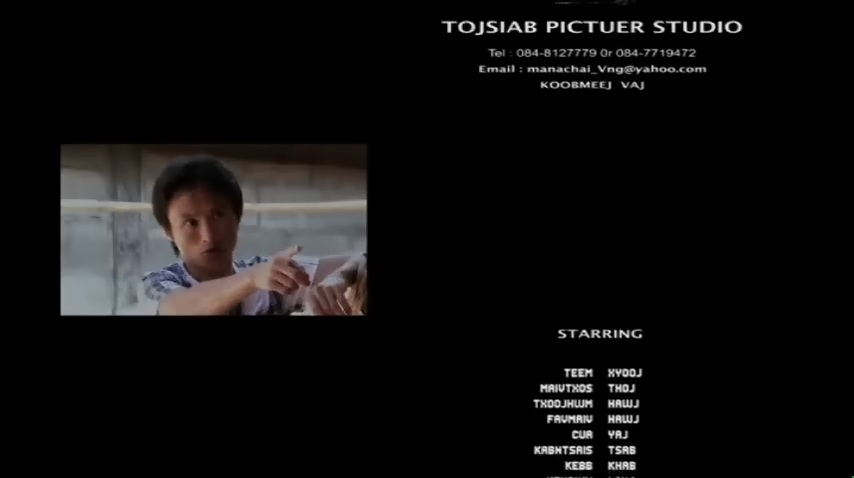 TOJSIAB PICTUER STUDIO
Tel : 084-8127779 0r 084-7719472
Email : manachai_Vng@yahoo.com
KOOBMEEJ VAJ
STARRING
TEEM XYOOJ
MAIVTXOS THOJ
TXOOJHWM HAWJ
FAVMAIV HAWJ
CUA YAJ
KABNTSAIS TSAB
KEBB KHAB